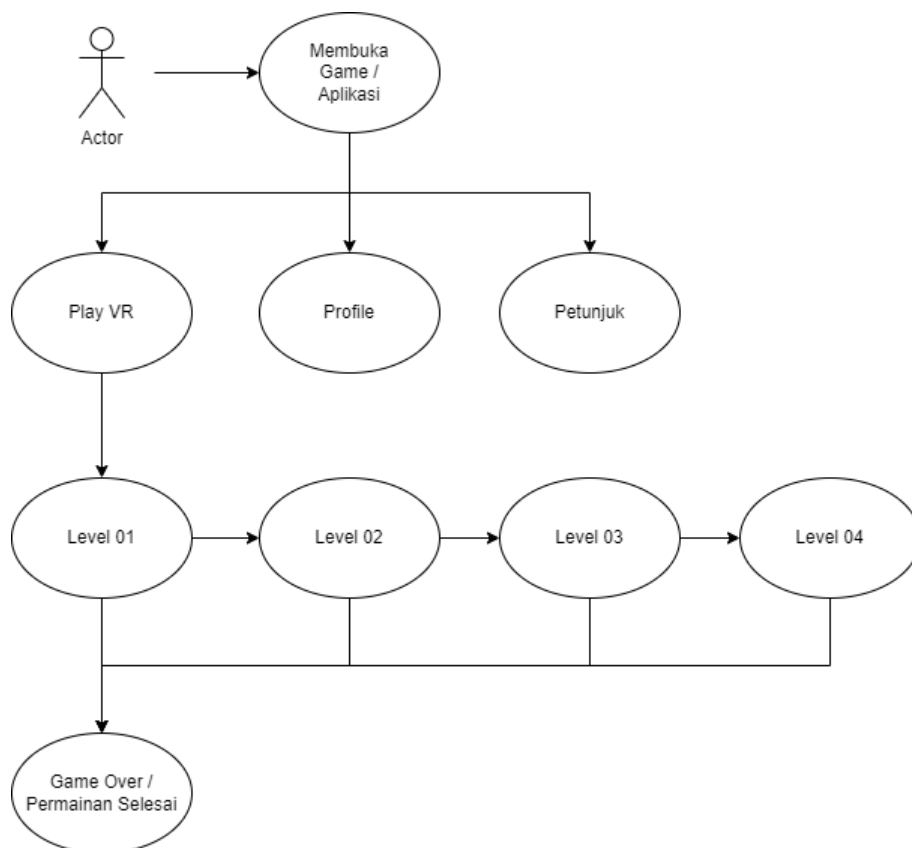 Membuka
Game /
Aplikasi
Actor
Play VR
Profile
Petunjuk
Level 01
Level 02
Level 03
Level 04
Game Over /
Permainan Selesai